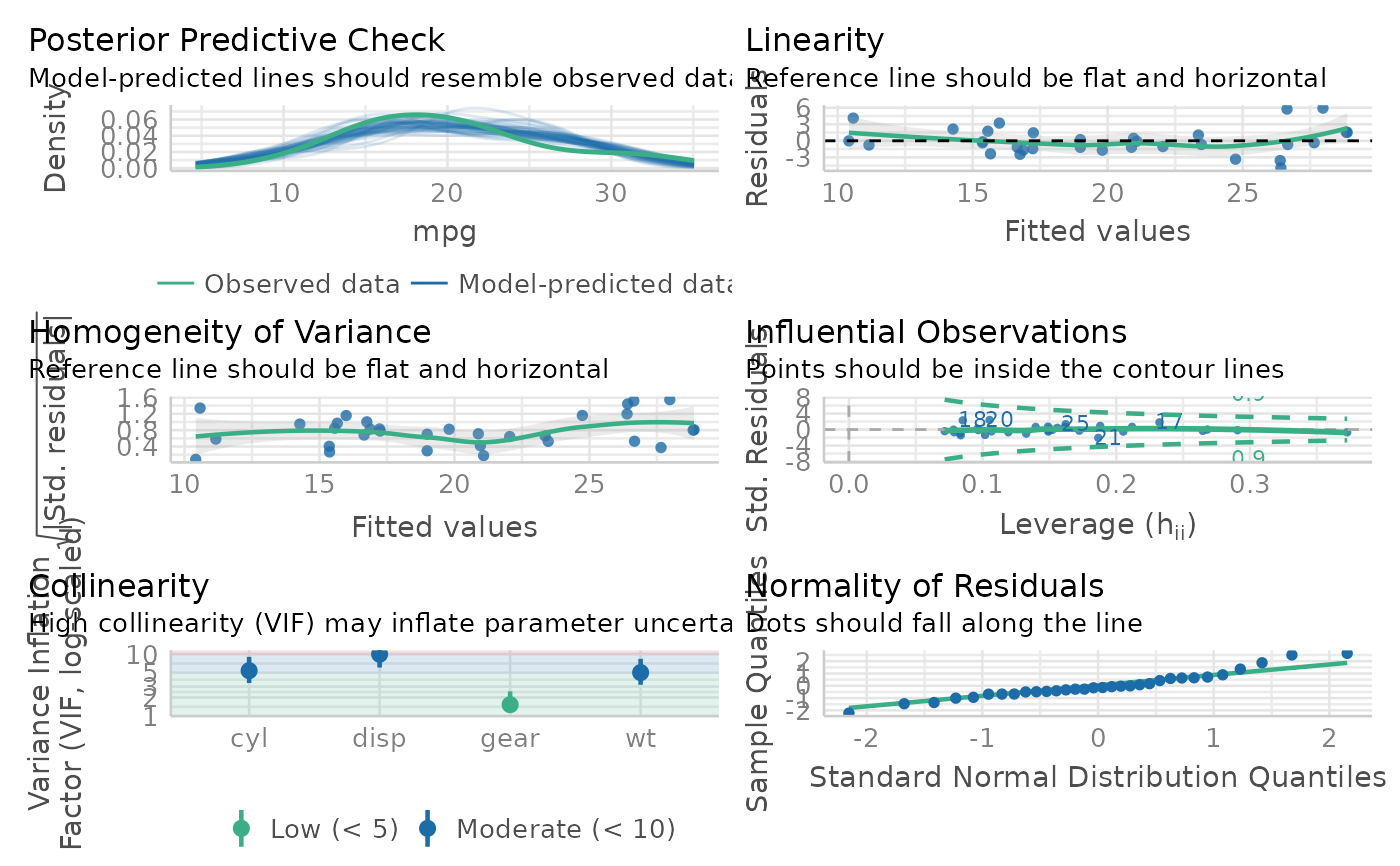 Posterior Predictive Check
Model-predicted lines should resemble observed data
Density
0.06
0.04
0.02
0.00
10 20 30
mpg
Observed data Model-predicted data
Linearity
Reference line should be flat and horizontal
Residuals
6
3
0
-3
10 15 20 25
Fitted values
Homogeneity of Variance
Reference line should be flat and horizontal
√|Std. residuals|
1.6
1.2
0.8
0.4
10 15 20 25
Fitted values
Influential Observations
Points should be inside the contour lines
Std. Residuals
8
4
0
-4
-8
0.9
18 20 25 17
21
0.9
0.0 0.1 0.2 0.3
Leverage (hii)
Collinearity
High collinearity (VIF) may inflate parameter uncerta
Variance Inflation
Factor (VIF, log-scaled)
10
5
3
2
1
cyl disp gear wt
Low (< 5) Moderate (< 10)
Normality of Residuals
Dots should fall along the line
Sample Quantiles
2
1
0
-1
-2
-2 -1 0 1 2
Standard Normal Distribution Quantiles